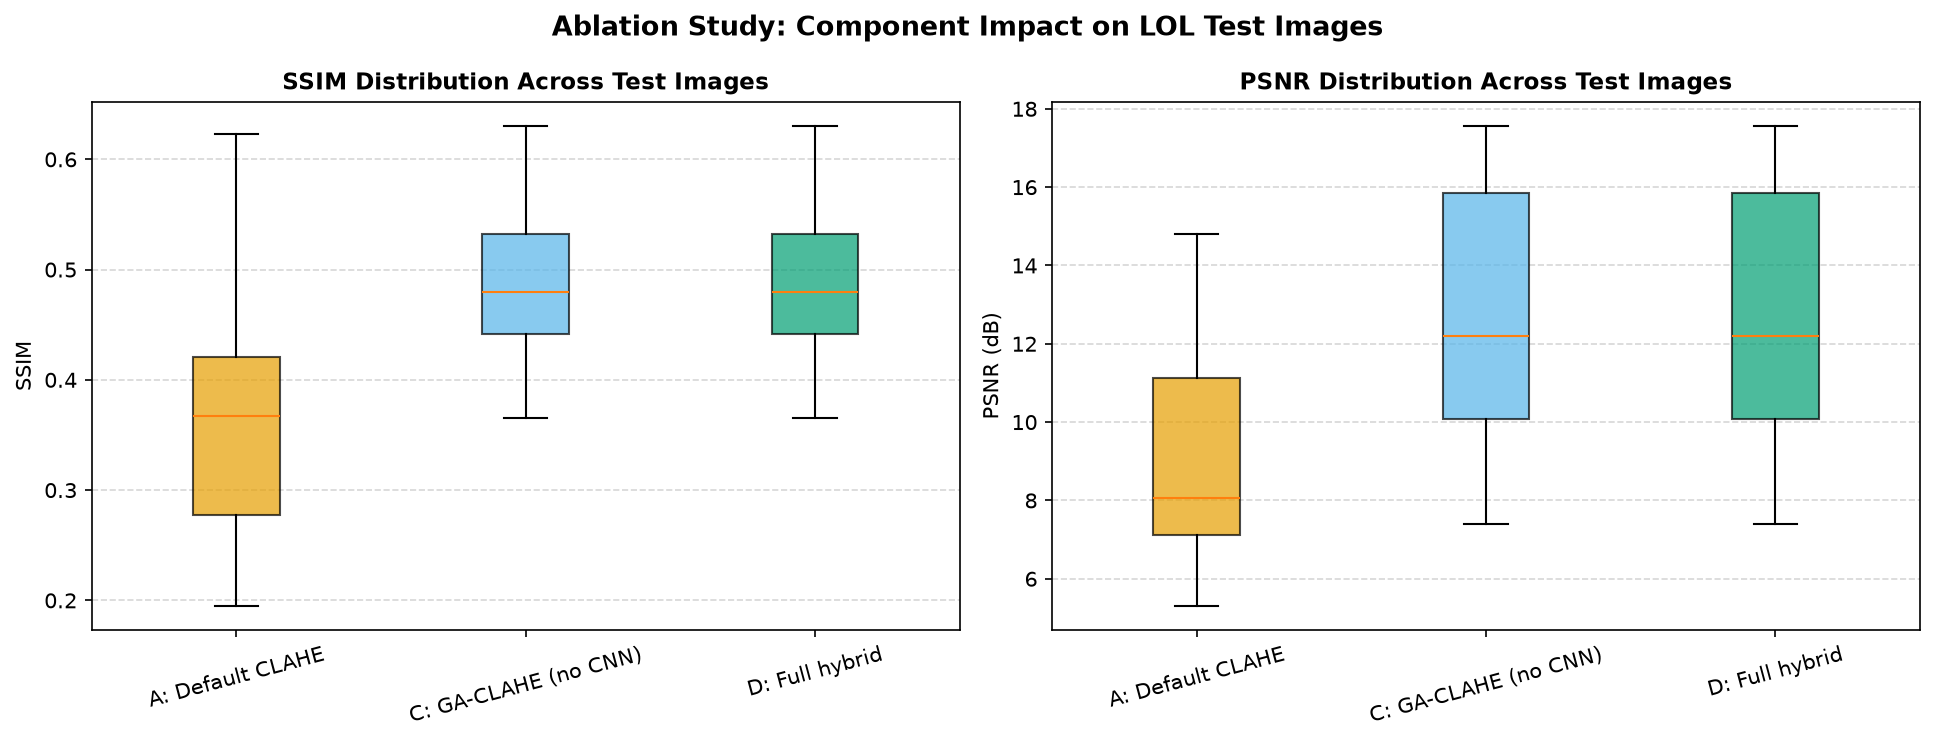 Ablation Study: Component Impact on LOL Test Images
SSIM Distribution Across Test Images
SSIM
0.6
0.5
0.4
0.3
0.2
A: Default CLAHE
C: GA-CLAHE (no CNN)
D: Full hybrid
PSNR Distribution Across Test Images
PSNR (dB)
18
16
14
12
10
8
6
A: Default CLAHE
C: GA-CLAHE (no CNN)
D: Full hybrid